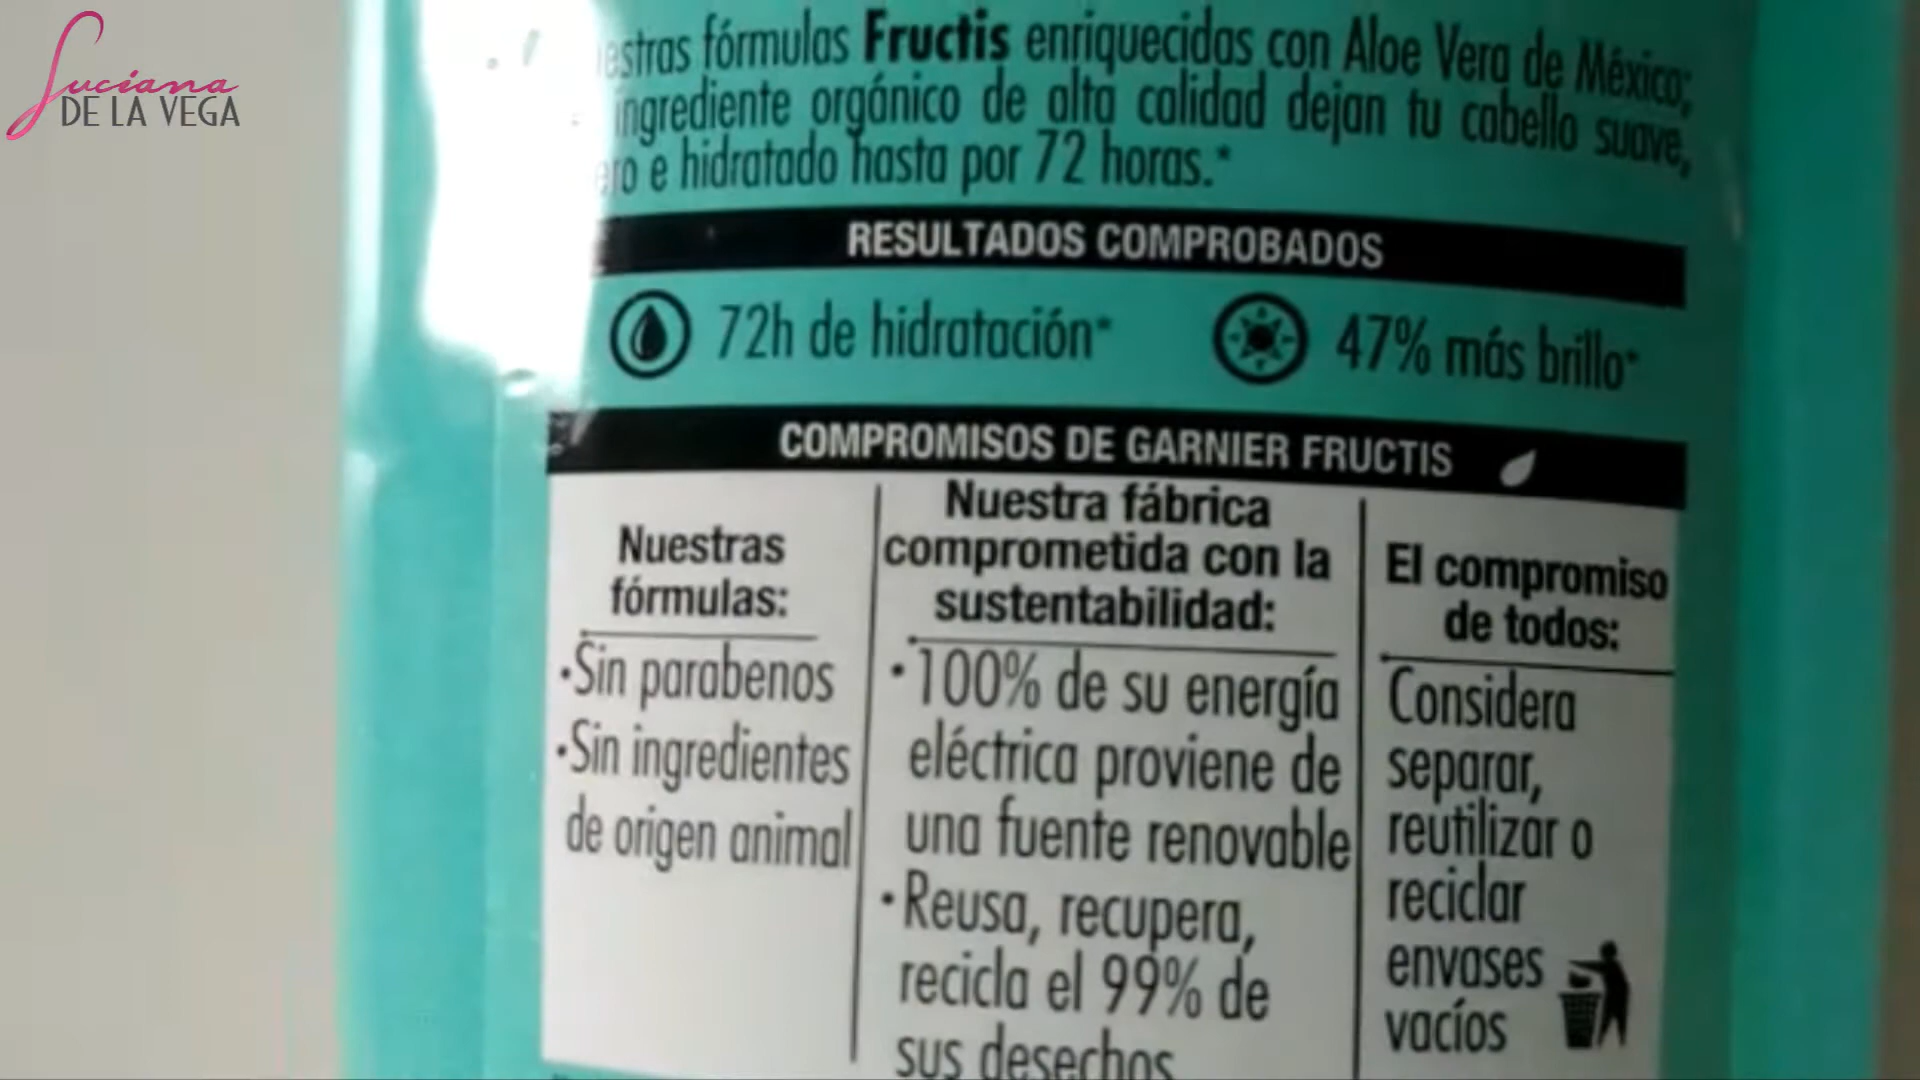 Luciana
DE LA VEGA
fórmulas Fructis enriquecidas con Aloe Vera de México;
ingrediente orgánico de alta calidad dejan tu cabello suave,
e hidratado hasta por 72 horas.*
RESULTADOS COMPROBADOS
72h de hidratación*
47% más brillo*
COMPROMISOS DE GARNIER FRUCTIS
Nuestras
fórmulas:
·Sin parabenos
·Sin ingredientes
de origen animal
Nuestra fábrica
comprometida con la
sustentabilidad:
·100% de su energía
eléctrica proviene de
una fuente renovable
·Reusa, recupera,
recicla el 99% de
sus desechos
El compromiso
de todos:
Considera
separar,
reutilizar o
reciclar
envases
vacíos